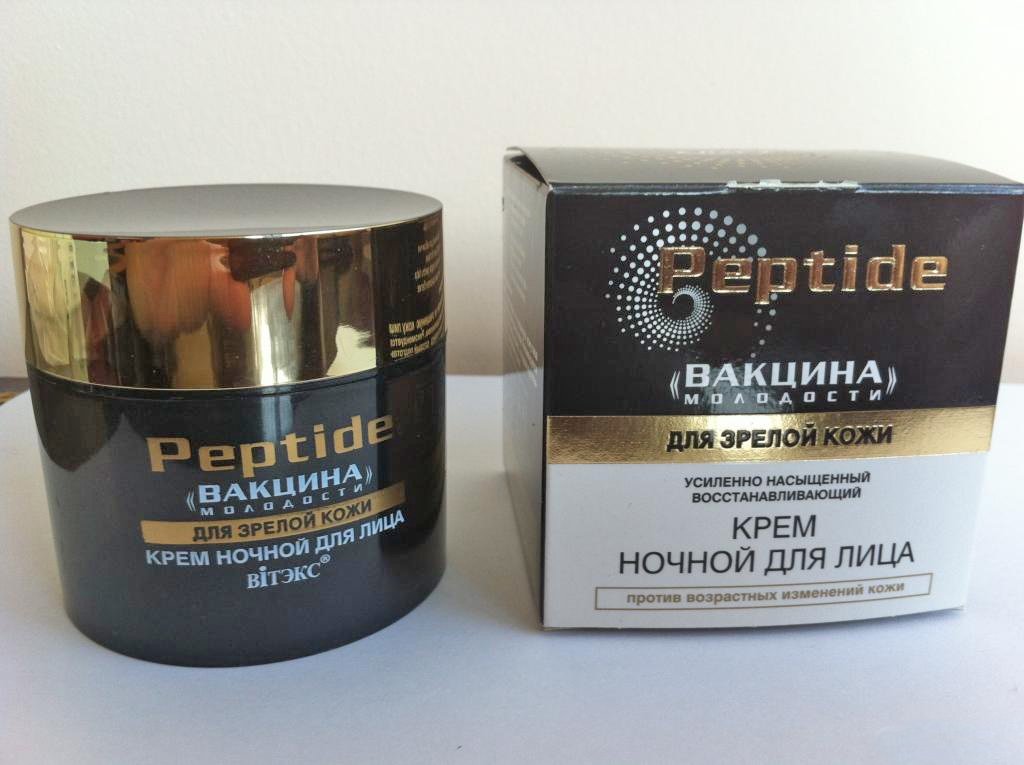 Peptide
«ВАКЦИНА
МОЛОДОСТИ»
ДЛЯ ЗРЕЛОЙ КОЖИ
КРЕМ НОЧНОЙ ДЛЯ ЛИЦА
ВІТЭКС®
Peptide
«ВАКЦИНА
МОЛОДОСТИ»
ДЛЯ ЗРЕЛОЙ КОЖИ
УСИЛЕННО НАСЫЩЕННЫЙ
ВОССТАНАВЛИВАЮЩИЙ
КРЕМ
НОЧНОЙ ДЛЯ ЛИЦА
против возрастных изменений кожи